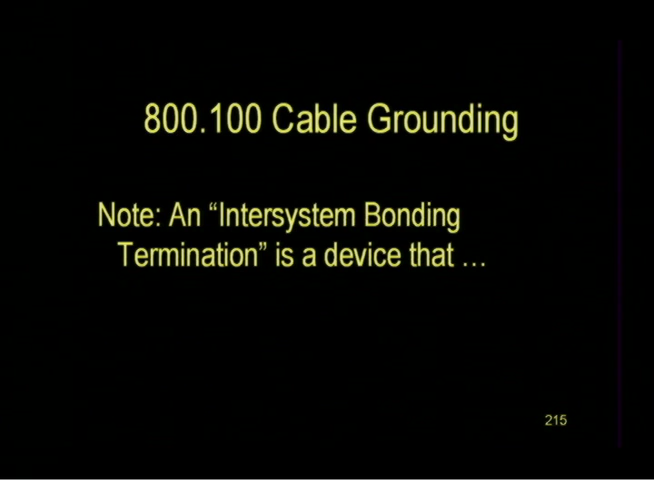 800.100 Cable Grounding
Note: An “Intersystem Bonding
Termination” is a device that …
215